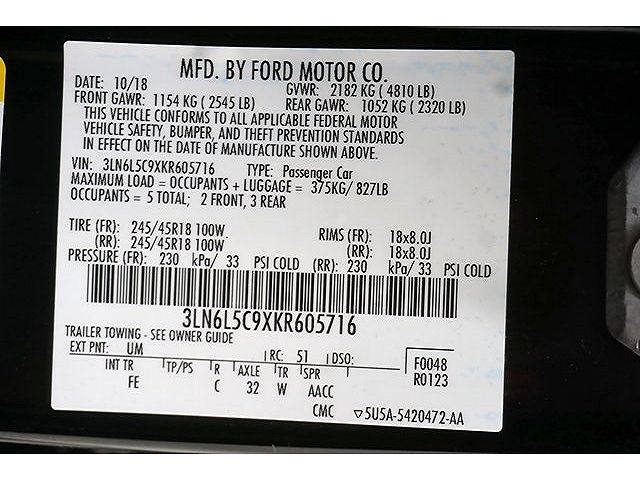 MFD. BY FORD MOTOR CO.
DATE: 10/18 GVWR: 2182 KG ( 4810 LB)
FRONT GAWR: 1154 KG ( 2545 LB) REAR GAWR: 1052 KG ( 2320 LB)
THIS VEHICLE CONFORMS TO ALL APPLICABLE FEDERAL MOTOR
VEHICLE SAFETY, BUMPER, AND THEFT PREVENTION STANDARDS
IN EFFECT ON THE DATE OF MANUFACTURE SHOWN ABOVE.
VIN: 3LN6L5C9XKR605716 TYPE: Passenger Car
MAXIMUM LOAD = OCCUPANTS + LUGGAGE = 375KG/ 827LB
OCCUPANTS = 5 TOTAL; 2 FRONT, 3 REAR
TIRE (FR): 245/45R18 100W RIMS (FR): 18x8.0J
(RR): 245/45R18 100W (RR): 18x8.0J
PRESSURE (FR): 230 kPa/ 33 PSI COLD (RR): 230 kPa/ 33 PSI COLD
3LN6L5C9XKR605716
TRAILER TOWING - SEE OWNER GUIDE
EXT PNT: UM RC: 51 DSO: F0048
INT TR TP/PS R AXLE TR SPR R0123
FE C 32 W AACC
CMC ▽5U5A-5420472-AA